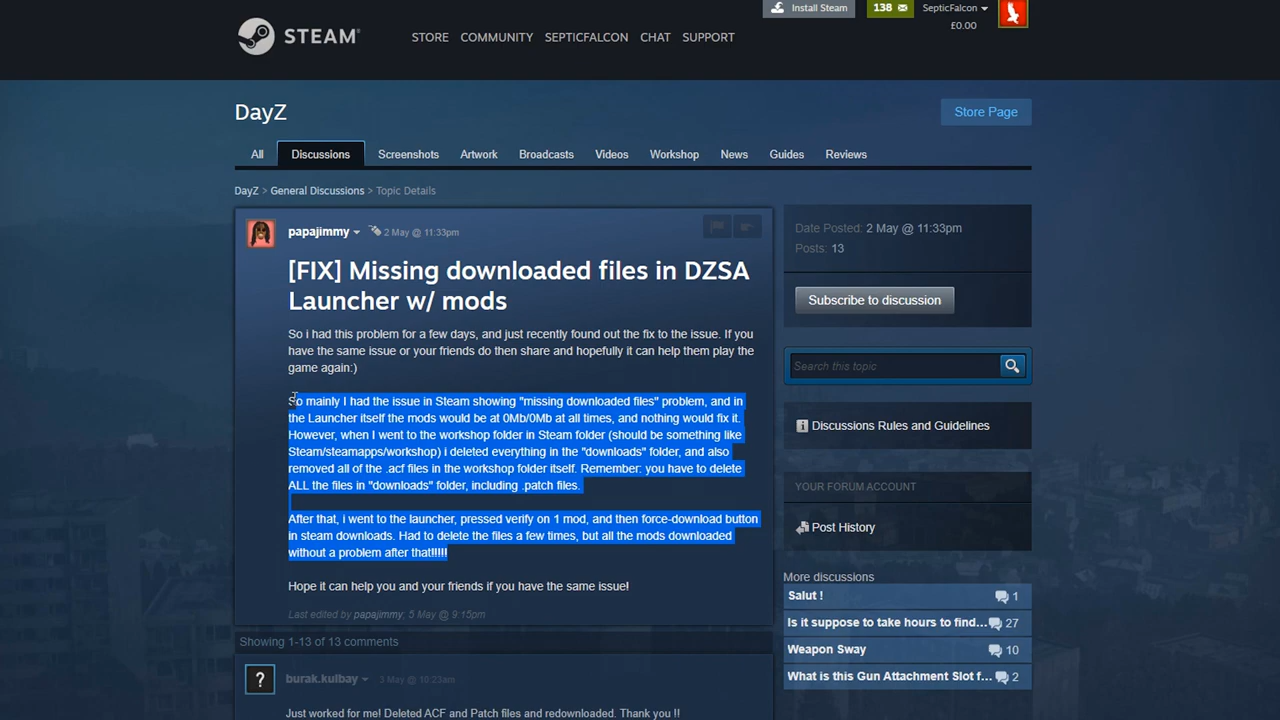 Install Steam
138
SepticFalcon
£0.00
STEAM®
STORE COMMUNITY SEPTICFALCON CHAT SUPPORT
DayZ
Store Page
All Discussions Screenshots Artwork Broadcasts Videos Workshop News Guides Reviews
DayZ > General Discussions > Topic Details
papajimmy 2 May @ 11:33pm
[FIX] Missing downloaded files in DZSA
Launcher w/ mods
So i had this problem for a few days, and just recently found out the fix to the issue. If you
have the same issue or your friends do then share and hopefully it can help them play the
game again:)
So mainly I had the issue in Steam showing "missing downloaded files" problem, and in
the Launcher itself the mods would be at 0Mb/0Mb at all times, and nothing would fix it.
However, when I went to the workshop folder in Steam folder (should be something like
Steam/steamapps/workshop) i deleted everything in the "downloads" folder, and also
removed all of the .acf files in the workshop folder itself. Remember: you have to delete
ALL the files in "downloads" folder, including .patch files.
After that, i went to the launcher, pressed verify on 1 mod, and then force-download button
in steam downloads. Had to delete the files a few times, but all the mods downloaded
without a problem after that!!!!!
Hope it can help you and your friends if you have the same issue!
Last edited by papajimmy; 5 May @ 9:15pm
Showing 1-13 of 13 comments
burak.kulbay 3 May @ 10:23am
Just worked for me! Deleted ACF and Patch files and redownloaded. Thank you !!
Date Posted: 2 May @ 11:33pm
Posts: 13
Subscribe to discussion
Search this topic
Discussions Rules and Guidelines
YOUR FORUM ACCOUNT
Post History
More discussions
Salut ! 1
Is it suppose to take hours to find... 27
Weapon Sway 10
What is this Gun Attachment Slot f... 2